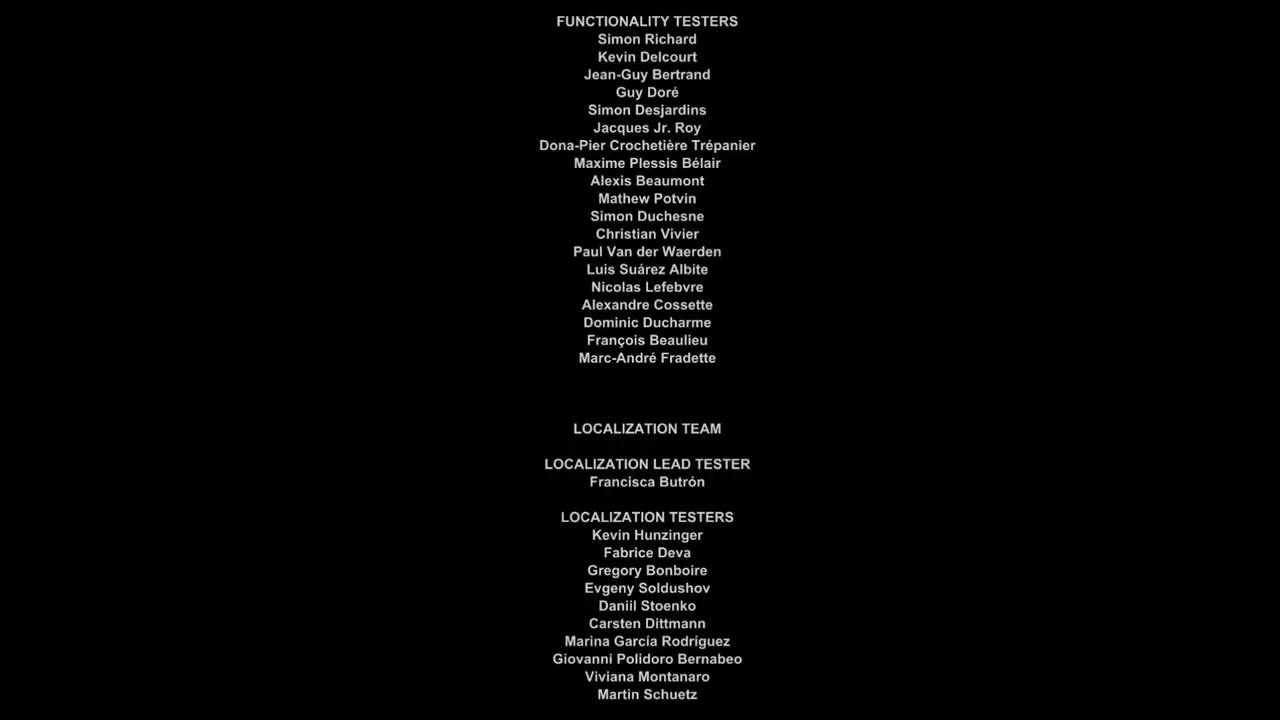 FUNCTIONALITY TESTERS
Simon Richard
Kevin Delcourt
Jean-Guy Bertrand
Guy Doré
Simon Desjardins
Jacques Jr. Roy
Dona-Pier Crochetière Trépanier
Maxime Plessis Bélair
Alexis Beaumont
Mathew Potvin
Simon Duchesne
Christian Vivier
Paul Van der Waerden
Luis Suárez Albite
Nicolas Lefebvre
Alexandre Cossette
Dominic Ducharme
François Beaulieu
Marc-André Fradette
LOCALIZATION TEAM
LOCALIZATION LEAD TESTER
Francisca Butrón
LOCALIZATION TESTERS
Kevin Hunzinger
Fabrice Deva
Gregory Bonboire
Evgeny Soldushov
Daniil Stoenko
Carsten Dittmann
Marina García Rodríguez
Giovanni Polidoro Bernabeo
Viviana Montanaro
Martin Schuetz